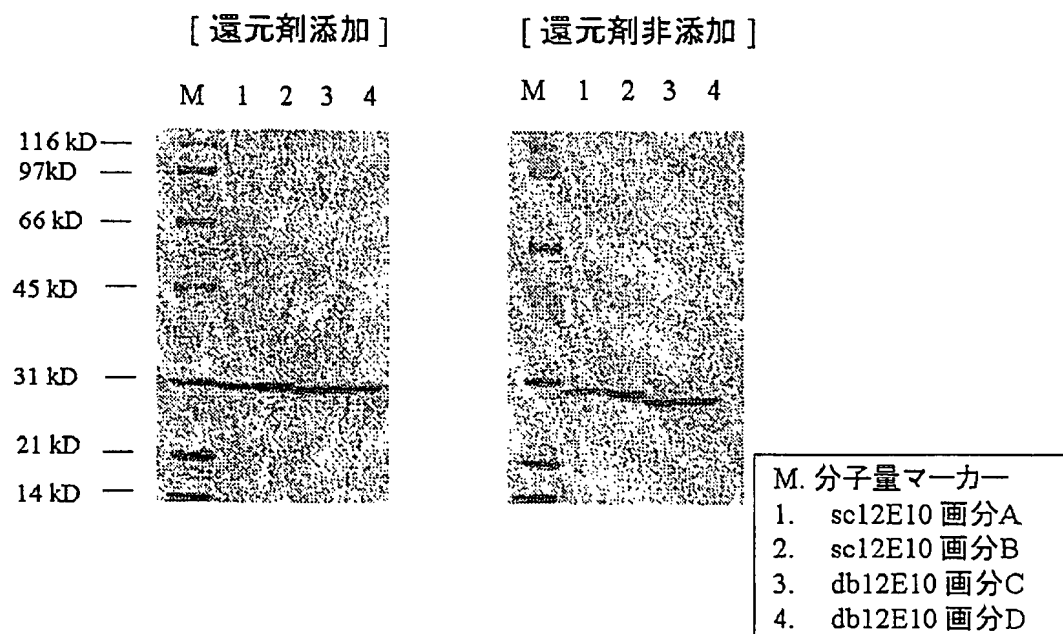 [ 還元剤添加 ] [ 還元剤非添加 ]
M 1 2 3 4 M 1 2 3 4
116 kD
97kD
66 kD
45 kD
31 kD
21 kD
14 kD
M. 分子量マーカー
1. sc12E10 画分A
2. sc12E10 画分B
3. db12E10 画分C
4. db12E10 画分D